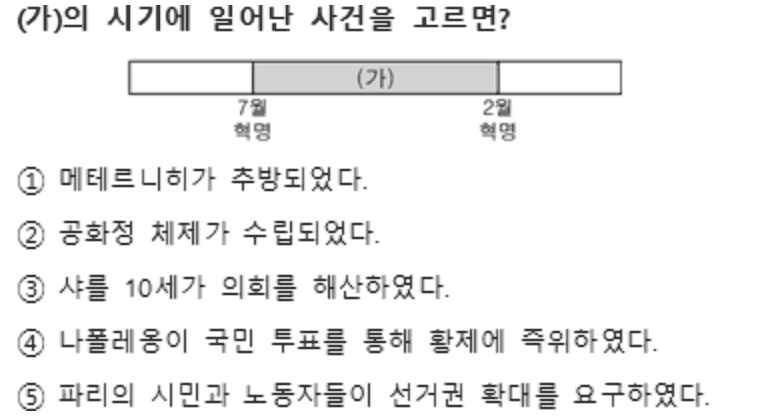 (가)의 시기에 일어난 사건을 고르면?
(가)
7월 2월
혁명 혁명
① 메테르니히가 추방되었다.
② 공화정 체제가 수립되었다.
③ 샤를 10세가 의회를 해산하였다.
④ 나폴레옹이 국민 투표를 통해 황제에 즉위하였다.
⑤ 파리의 시민과 노동자들이 선거권 확대를 요구하였다.